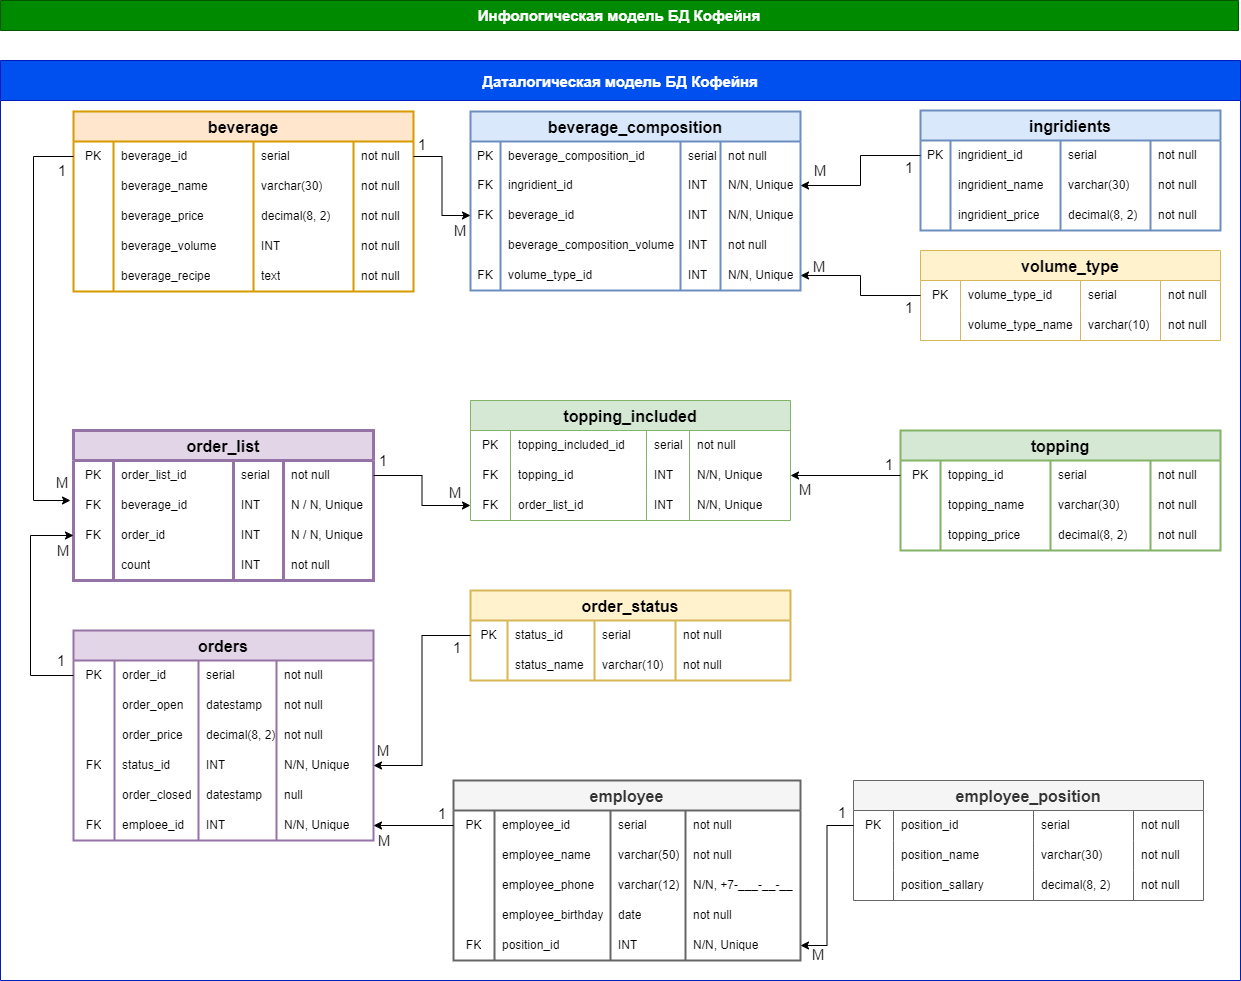 Инфологическая модель БД Кофейня
Даталогическая модель БД Кофейня
beverage
PK beverage_id serial not null
beverage_name varchar(30) not null
beverage_price decimal(8, 2) not null
beverage_volume INT not null
beverage_recipe text not null
1
1
M
beverage_composition
PK beverage_composition_id serial not null
FK ingridient_id INT N/N, Unique
FK beverage_id INT N/N, Unique
beverage_composition_volume INT not null
FK volume_type_id INT N/N, Unique
M
1
M
1
ingridients
PK ingridient_id serial not null
ingridient_name varchar(30) not null
ingridient_price decimal(8, 2) not null
volume_type
PK volume_type_id serial not null
volume_type_name varchar(10) not null
order_list
PK order_list_id serial not null
FK beverage_id INT N / N, Unique
FK order_id INT N / N, Unique
count INT not null
M
M
1
M
topping_included
PK topping_included_id serial not null
FK topping_id INT N/N, Unique
FK order_list_id INT N/N, Unique
1
M
topping
PK topping_id serial not null
topping_name varchar(30) not null
topping_price decimal(8, 2) not null
order_status
PK status_id serial not null
status_name varchar(10) not null
1
1
orders
PK order_id serial not null
order_open datestamp not null
order_price decimal(8, 2) not null
FK status_id INT N/N, Unique
order_closed datestamp null
FK emploee_id INT N/N, Unique
M
1
M
employee
PK employee_id serial not null
employee_name varchar(50) not null
employee_phone varchar(12) N/N, +7-___-__-__
employee_birthday date not null
FK position_id INT N/N, Unique
1
M
employee_position
PK position_id serial not null
position_name varchar(30) not null
position_sallary decimal(8, 2) not null